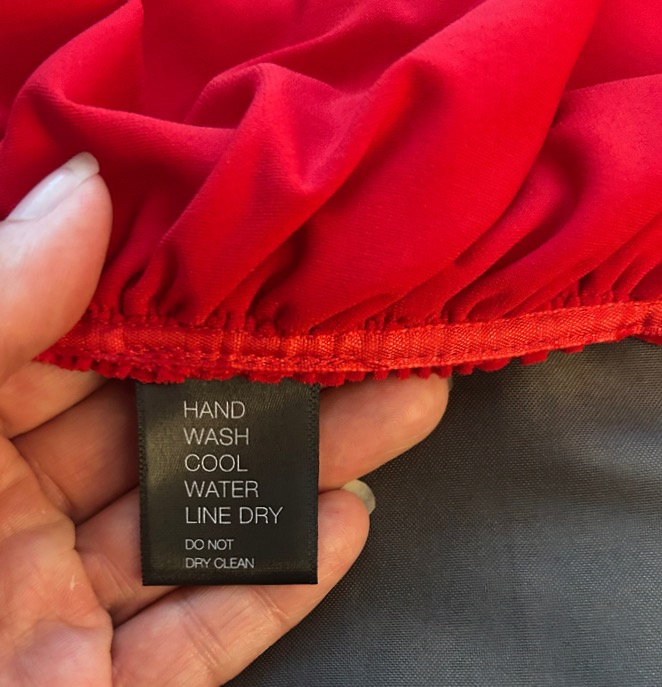 HAND
WASH
COOL
WATER
LINE DRY
DO NOT
DRY CLEAN